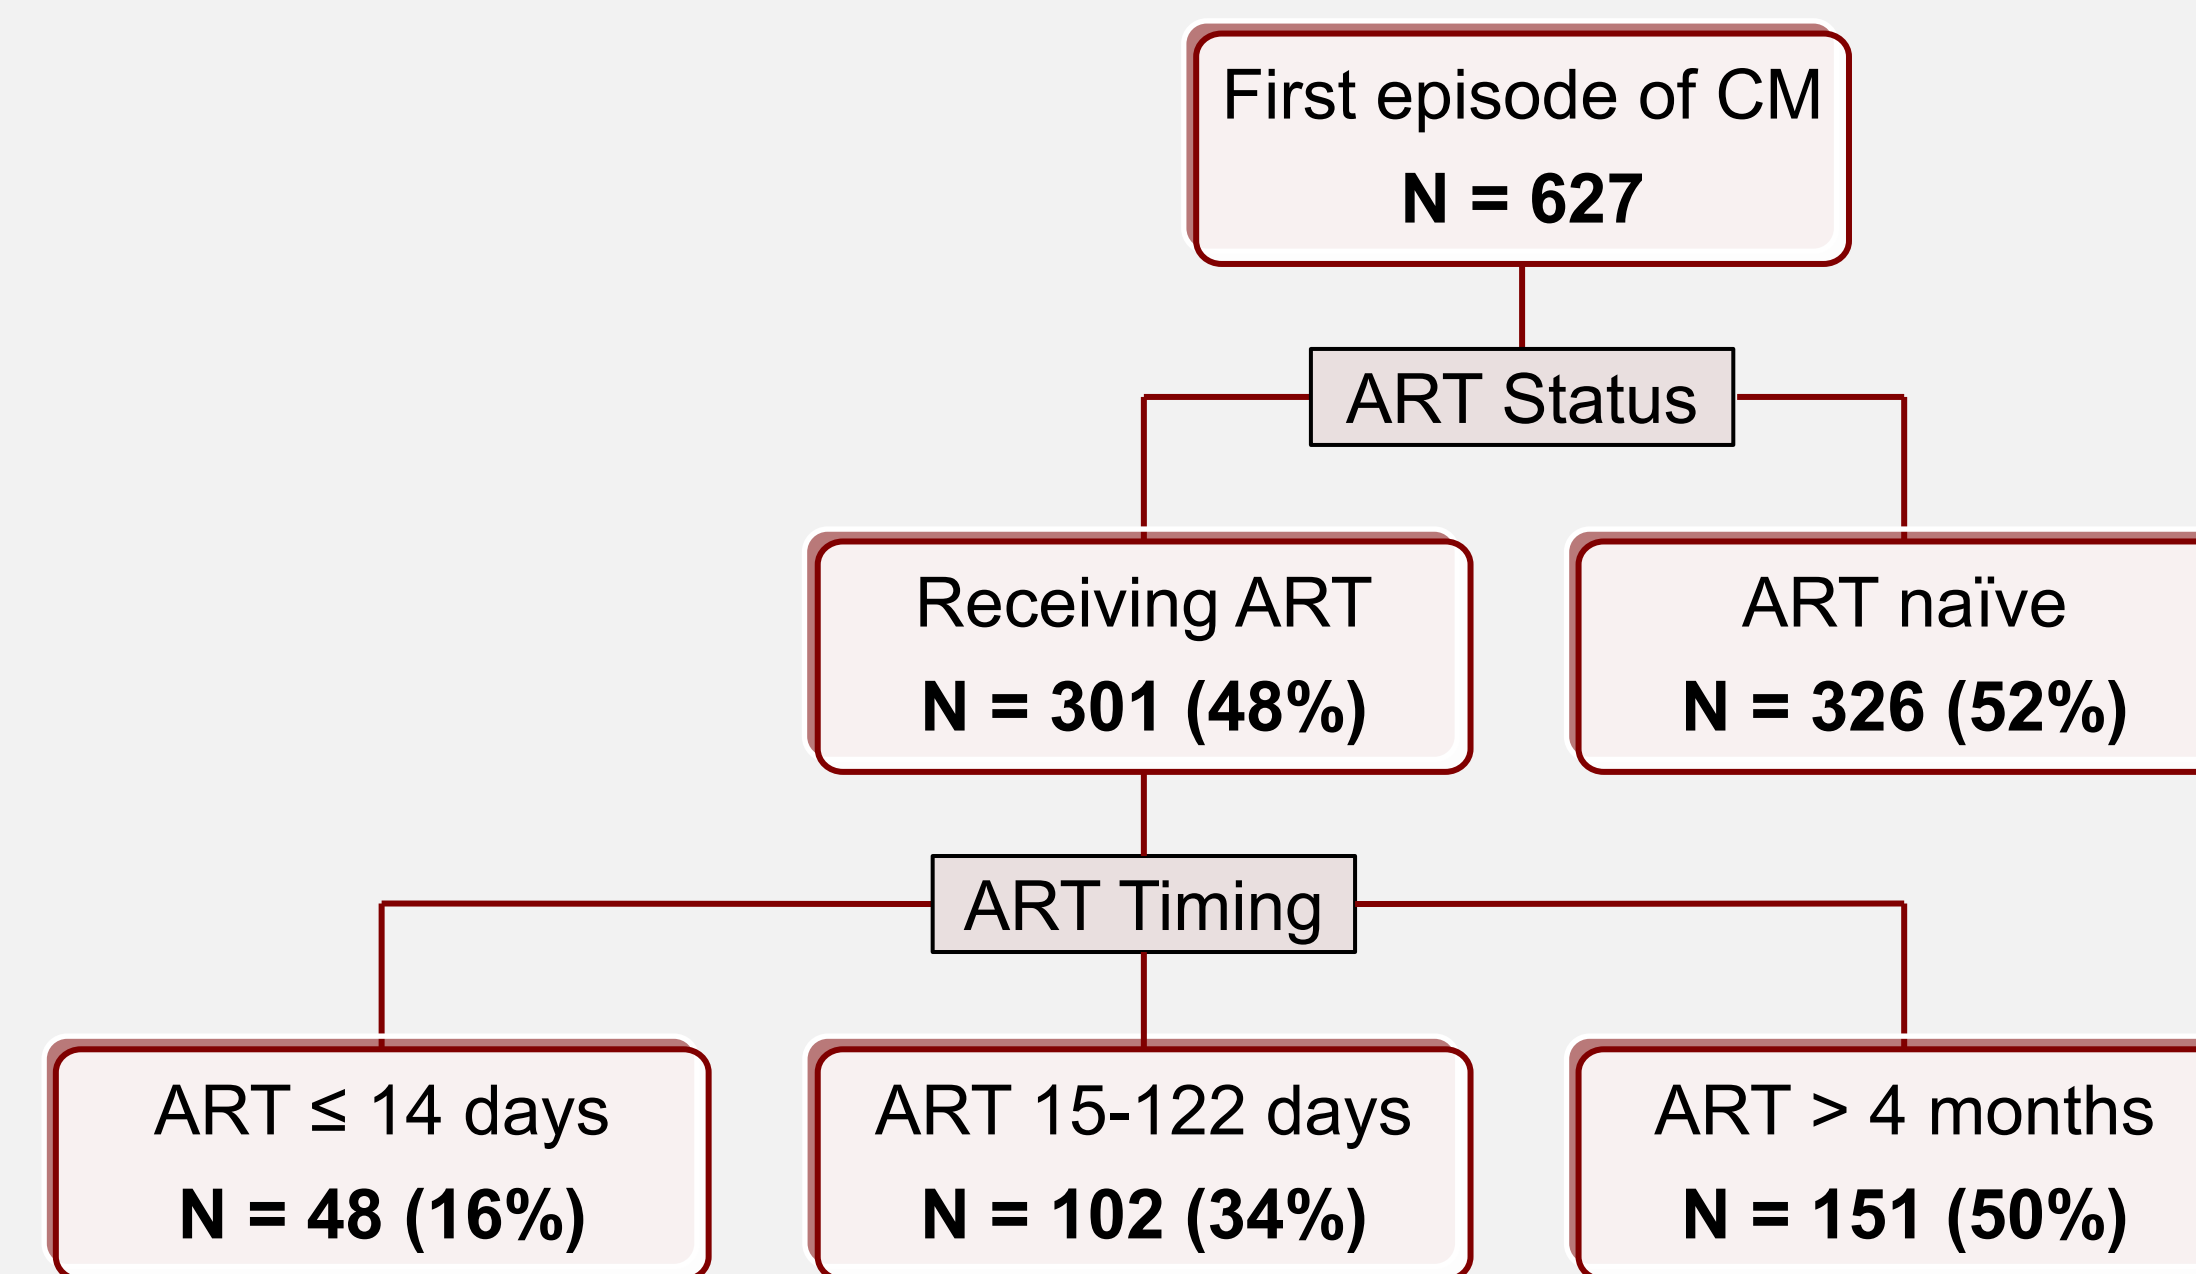 First episode of CM
N = 627
ART Status
Receiving ART
N = 301 (48%)
ART naïve
N = 326 (52%)
ART Timing
ART ≤ 14 days
N = 48 (16%)
ART 15-122 days
N = 102 (34%)
ART > 4 months
N = 151 (50%)